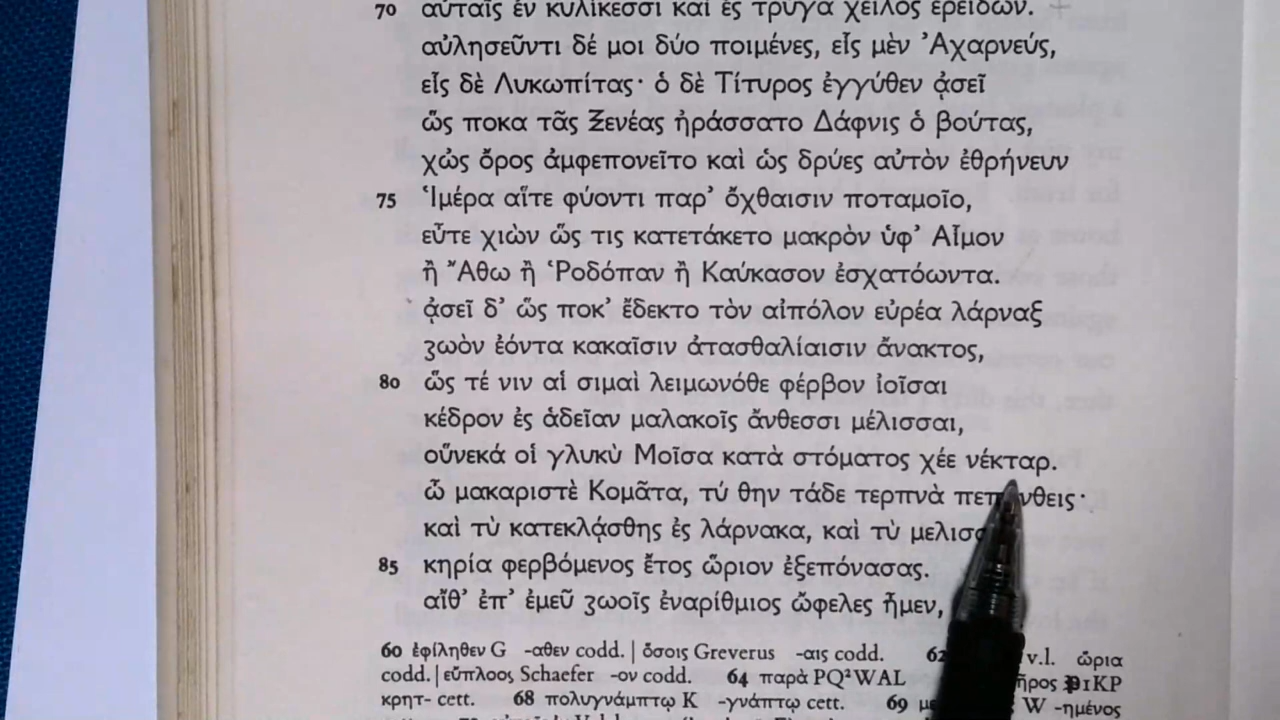 70 αὐταῖς ἐν κυλίκεσσι καὶ ἐς τρύγα χεῖλος ἐρείδων.
αὐλησεῦντι δέ μοι δύο ποιμένες, εἷς μὲν Ἀχαρνεύς,
εἷς δὲ Λυκωπίτας· ὁ δὲ Τίτυρος ἐγγύθεν ᾀσεῖ
ὥς ποκα τᾶς Ξενέας ἠράσσατο Δάφνις ὁ βούτας,
χὠς ὄρος ἀμφεπονεῖτο καὶ ὡς δρύες αὐτὸν ἐθρήνευν
75 Ἱμέρα αἵτε φύοντι παρ’ ὄχθαισιν ποταμοῖο,
εὖτε χιὼν ὥς τις κατετάκετο μακρὸν ὑφ’ Αἷμον
ἢ Ἄθω ἢ Ῥοδόπαν ἢ Καύκασον ἐσχατόωντα.
ᾀσεῖ δ’ ὥς ποκ’ ἔδεκτο τὸν αἰπόλον εὐρέα λάρναξ
ζωὸν ἐόντα κακαῖσιν ἀτασθαλίαισιν ἄνακτος,
80 ὥς τέ νιν αἱ σιμαὶ λειμωνόθε φέρβον ἰοῖσαι
κέδρον ἐς ἁδεῖαν μαλακοῖς ἄνθεσσι μέλισσαι,
οὕνεκά οἱ γλυκὺ Μοῖσα κατὰ στόματος χέε νέκταρ.
ὦ μακαριστὲ Κομᾶτα, τύ θην τάδε τερπνὰ
καὶ τὺ κατεκλᾴσθης ἐς λάρνακα, καὶ τὺ
85 κηρία φερβόμενος ἔτος ὥριον ἐξεπόνασας.
αἴθ’ ἐπ’ ἐμεῦ ζωοῖς ἐναρίθμιος ὤφελες ἦμεν,
60 ἐφίληθεν G -αθεν codd. | ὅσοις Greverus -αις codd. v.l. ὥρια
codd. | εὔπλοος Schaefer -ον codd. 64 παρὰ PQ²WAL
κρητ- cett. 68 πολυγνάμπτῳ K -γνάπτῳ cett. 69 W -ημένος